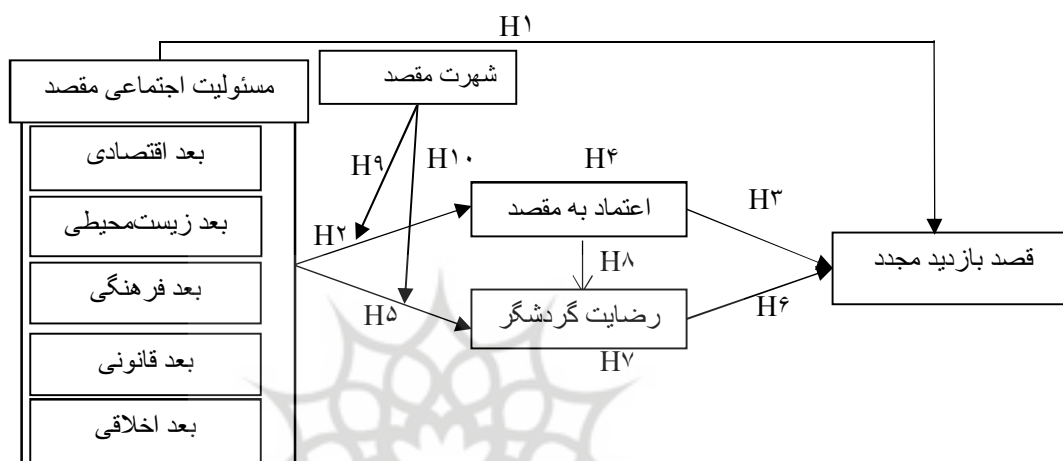 H۱
شهرت مقصد
مسئولیت اجتماعی مقصد
بعد اقتصادی
H۹
H۱۰
H۴
اعتماد به مقصد
H۳
بعد زیست‌محیطی
H۲
H۸
قصد بازدید مجدد
بعد فرهنگی
H۵
رضایت گردشگر
H۶
H۷
بعد قانونی
بعد اخلاقی